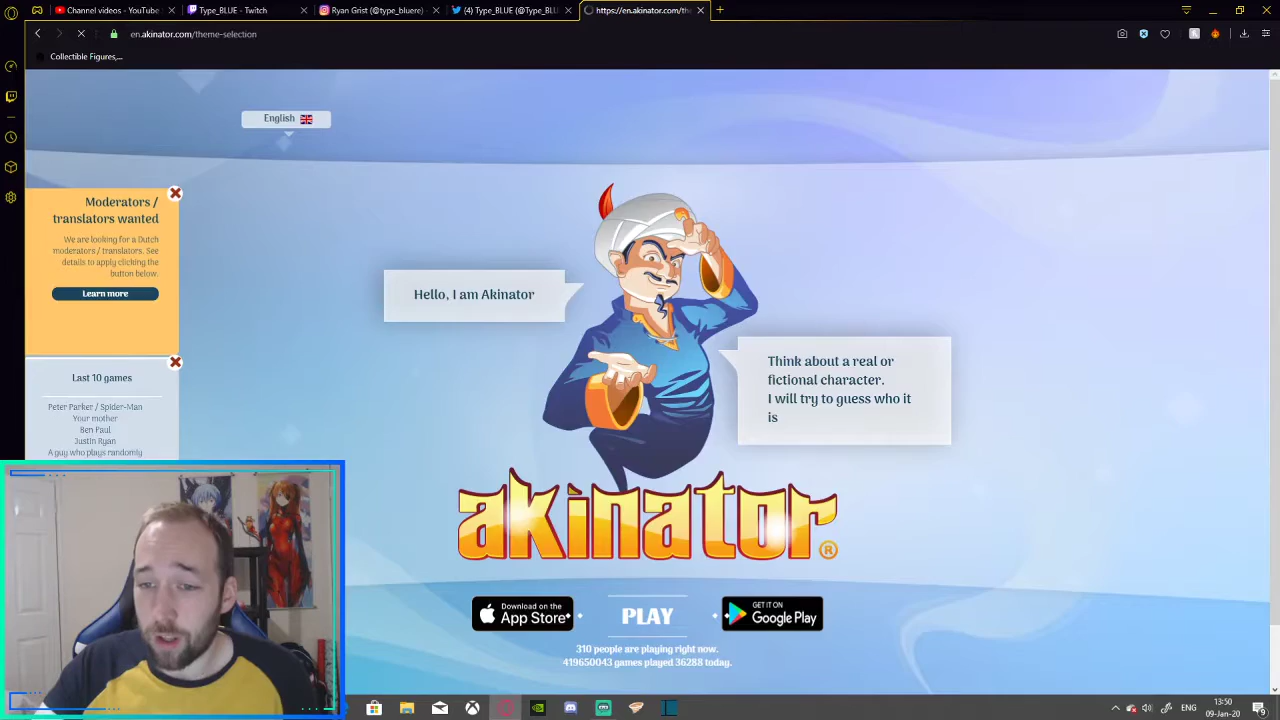 Custom Videos - YouTube
Type_BLUE - Twitch
Ryan Grist (@type_bluere)
(4) Type_BLUE (@Type_BL
https://en.akinator.com/the
en.akinator.com/theme-selection
Collectible Figures,...
English
Moderators /
translators wanted
We are looking for a Dutch
moderators / translators. See
details to apply clicking the
button below.
Learn more
Last 10 games
Peter Parker / Spider-Man
Your mother
Ben Paul
Justin Ryan
A guy who plays randomly
Hello, I am Akinator
Think about a real or
fictional character.
I will try to guess who it
is
akinator®
Download on the
App Store
PLAY
GET IT ON
Google Play
310 people are playing right now.
419650043 games played 36288 today.
ENG
13:50
09-Jan-20